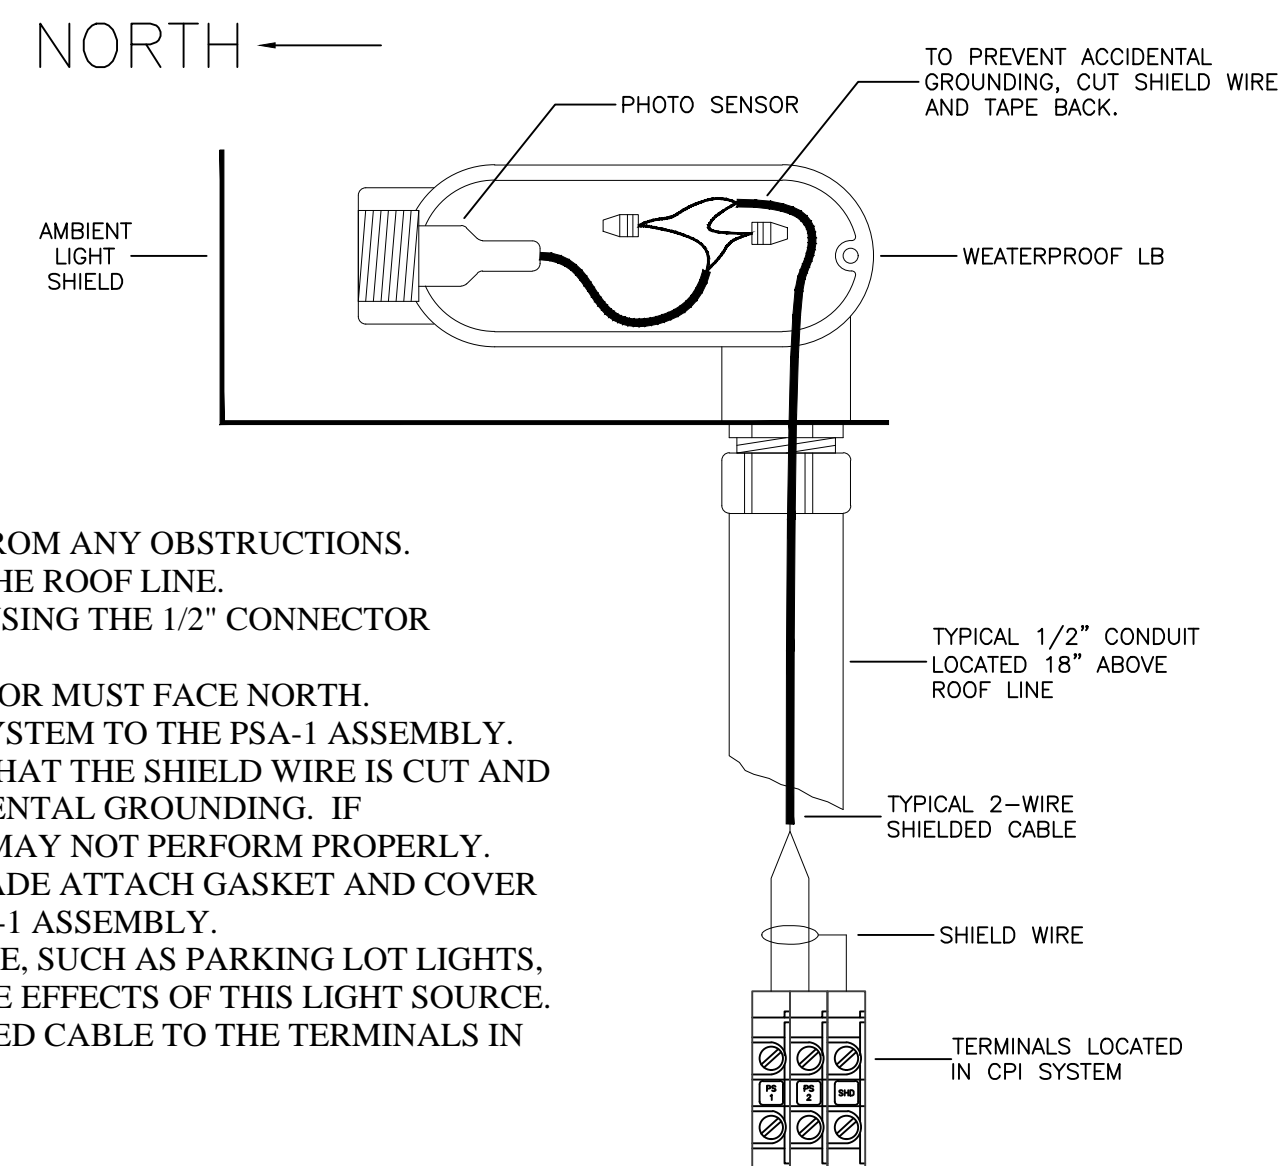 NORTH
TO PREVENT ACCIDENTAL
GROUNDING, CUT SHIELD WIRE
AND TAPE BACK.
PHOTO SENSOR
AMBIENT
LIGHT
SHIELD
WEATERPROOF LB
ROM ANY OBSTRUCTIONS.
HE ROOF LINE.
SING THE 1/2" CONNECTOR
OR MUST FACE NORTH.
YSTEM TO THE PSA-1 ASSEMBLY.
HAT THE SHIELD WIRE IS CUT AND
ENTAL GROUNDING. IF
MAY NOT PERFORM PROPERLY.
ADE ATTACH GASKET AND COVER
-1 ASSEMBLY.
E, SUCH AS PARKING LOT LIGHTS,
E EFFECTS OF THIS LIGHT SOURCE.
ED CABLE TO THE TERMINALS IN
TYPICAL 1/2” CONDUIT
LOCATED 18” ABOVE
ROOF LINE
TYPICAL 2-WIRE
SHIELDED CABLE
SHIELD WIRE
TERMINALS LOCATED
IN CPI SYSTEM
PS
1
PS
2
SHD